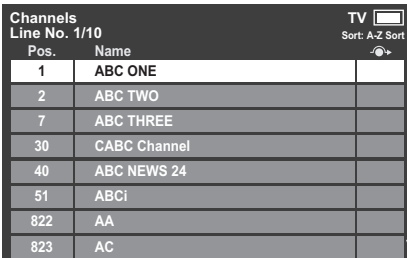 Channels TV
Line No. 1/10 Sort: A-Z Sort
Pos. Name
1 ABC ONE
2 ABC TWO
7 ABC THREE
30 CABC Channel
40 ABC NEWS 24
51 ABCi
822 AA
823 AC